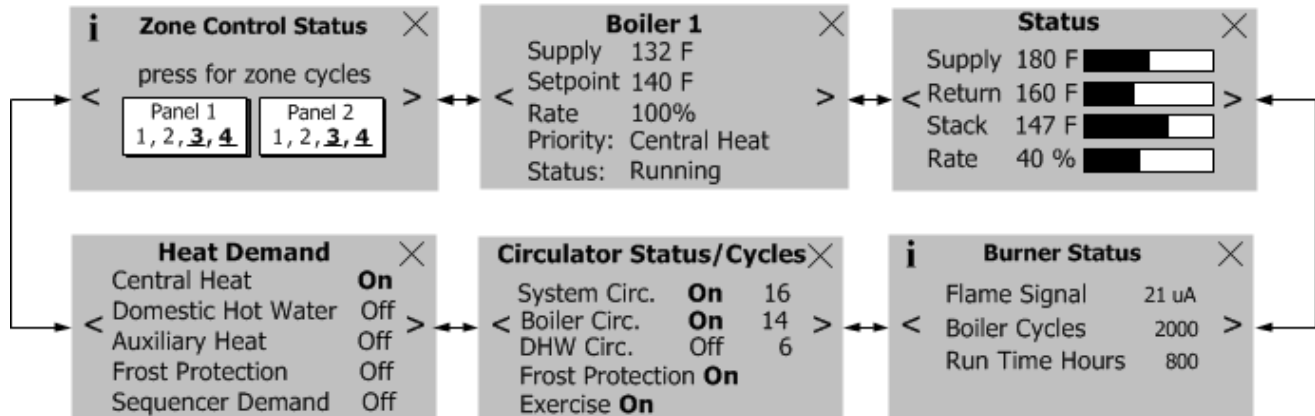 i Zone Control Status X
press for zone cycles
< >
Panel 1
1, 2, 3, 4
Panel 2
1, 2, 3, 4
Boiler 1 X
Supply 132 F
< Setpoint 140 F >
Rate 100%
Priority: Central Heat
Status: Running
Status X
Supply 180 F
< Return 160 F >
Stack 147 F
Rate 40 %
Heat Demand X
Central Heat On
Domestic Hot Water Off
< Auxiliary Heat Off >
Frost Protection Off
Sequencer Demand Off
Circulator Status/Cycles X
System Circ. On 16
< Boiler Circ. On 14 >
DHW Circ. Off 6
Frost Protection On
Exercise On
i Burner Status X
Flame Signal 21 uA
< Boiler Cycles 2000 >
Run Time Hours 800